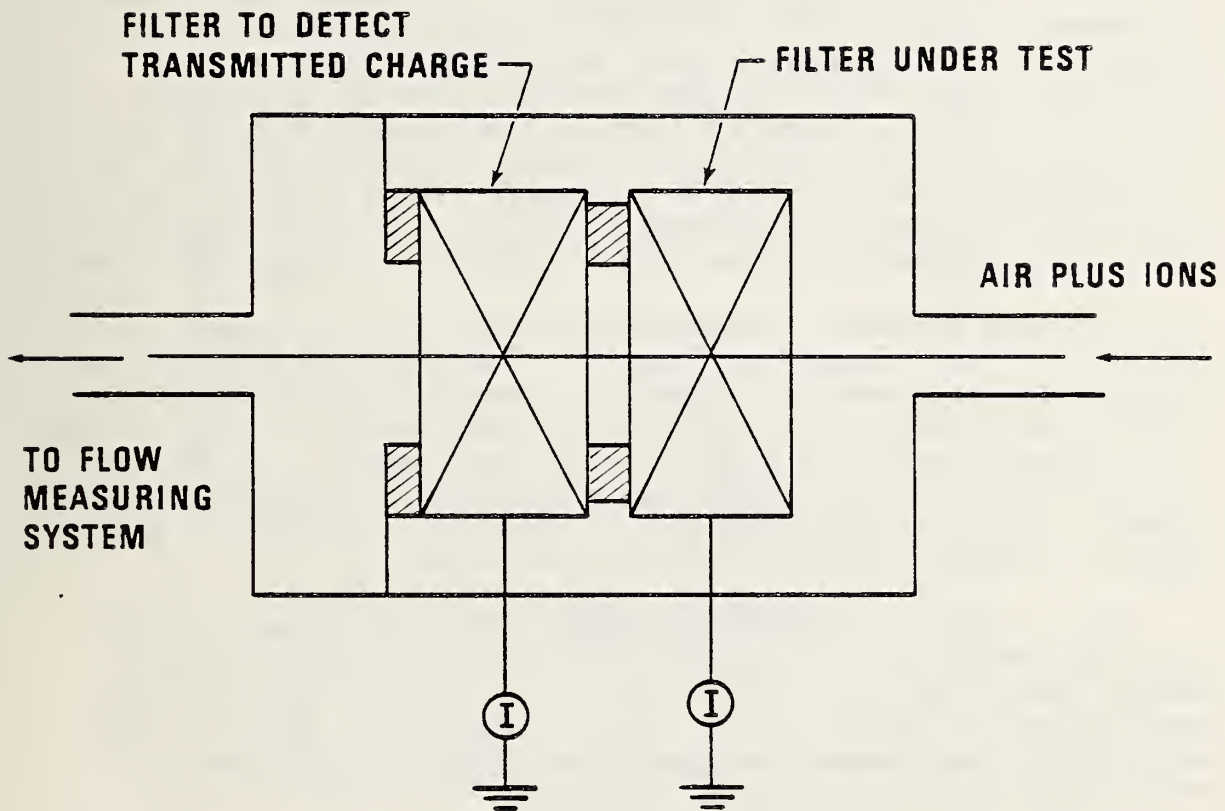 FILTER TO DETECT
TRANSMITTED CHARGE
FILTER UNDER TEST
AIR PLUS IONS
TO FLOW
MEASURING
SYSTEM
I
I